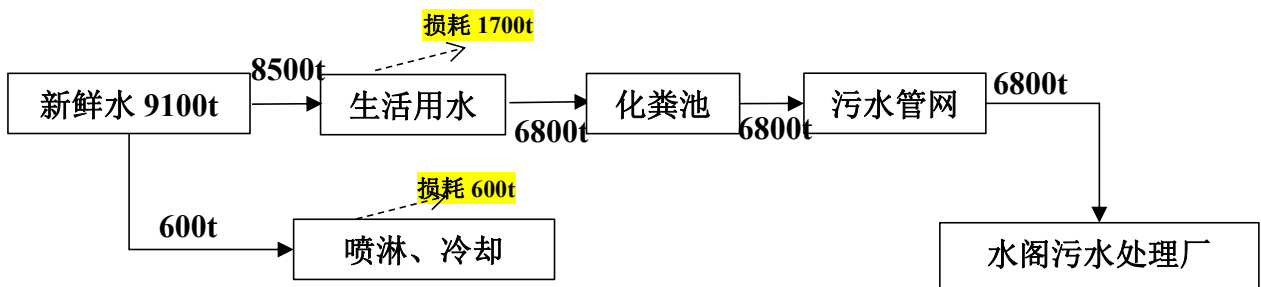 损耗 1700t
8500t
6800t
新鲜水 9100t
生活用水
化粪池
污水管网
6800t
6800t
损耗 600t
600t
喷淋、冷却
水阁污水处理厂